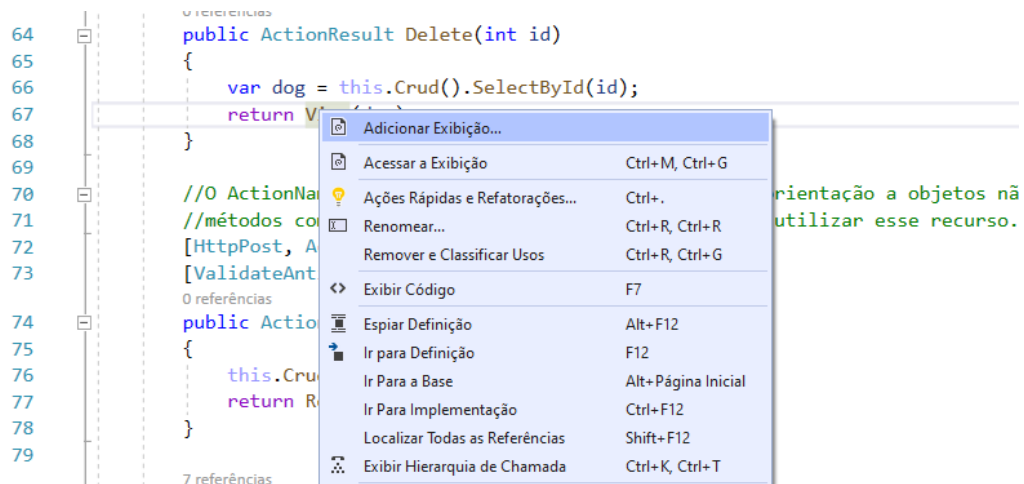 0 referências
64 public ActionResult Delete(int id)
65 {
66 var dog = this.Crud().SelectById(id);
67 return
Adicionar Exibição...
68 }
Acessar a Exibição Ctrl+M, Ctrl+G
69
70 //O ActionNa rientação a objetos nã
Ações Rápidas e Refatorações... Ctrl+.
71 //métodos co utilizar esse recurso.
Renomear... Ctrl+R, Ctrl+R
72 [HttpPost, A
Remover e Classificar Usos Ctrl+R, Ctrl+G
73 [ValidateAnt
0 referências
Exibir Código F7
74 public Actio
Espiar Definição Alt+F12
75 {
Ir para Definição F12
76 this.Cru
Ir Para a Base Alt+Página Inicial
77 return R
Ir Para Implementação Ctrl+F12
78 }
Localizar Todas as Referências Shift+F12
79
Exibir Hierarquia de Chamada Ctrl+K, Ctrl+T
7 referências